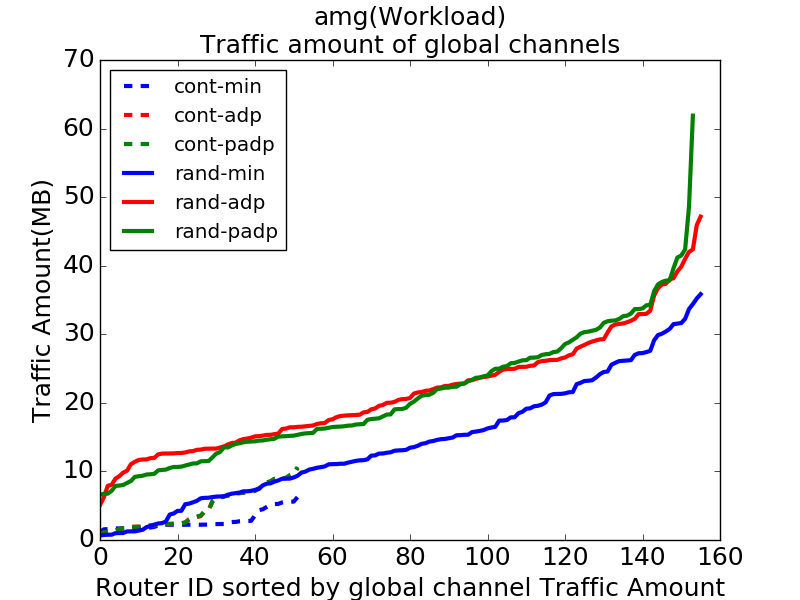 amg(Workload)
Traffic amount of global channels
Traffic Amount(MB)
70
60
50
40
30
20
10
0
cont-min
cont-adp
cont-padp
rand-min
rand-adp
rand-padp
0 20 40 60 80 100 120 140 160
Router ID sorted by global channel Traffic Amount